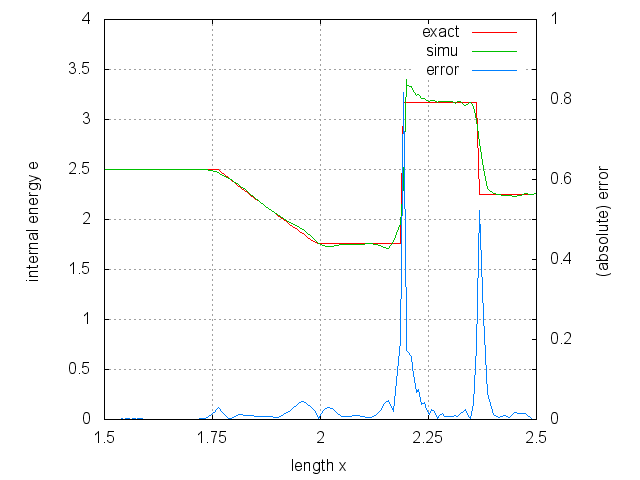 exact
simu
error
4
3.5
3
2.5
2
1.5
1
0.5
0
1
0.8
0.6
0.4
0.2
0
1.5 1.75 2 2.25 2.5
internal energy e
(absolute) error
length x